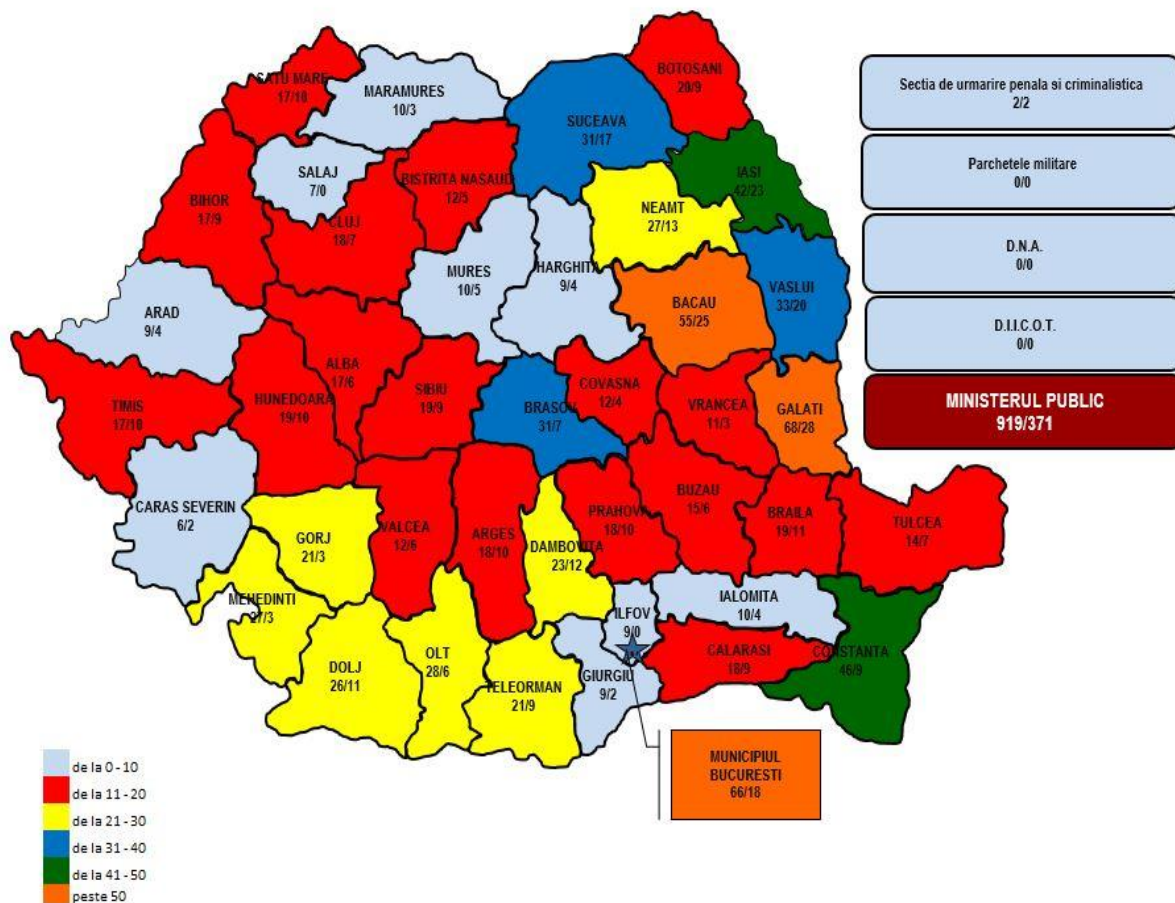 SATU MARE
17/10
MARAMURES
10/3
BOTOSANI
20/9
SUCEAVA
31/17
SALAJ
7/0
BISTRITA NASAUD
12/5
IASI
42/23
BIHOR
17/9
CLUJ
18/7
NEAMT
27/13
MURES
10/5
HARGHITA
9/4
BACAU
55/25
VASLUI
33/20
ARAD
9/4
ALBA
17/6
TIMIS
17/10
HUNEDOARA
19/10
SIBIU
19/9
BRASOV
31/7
COVASNA
12/4
VRANCEA
11/3
GALATI
68/28
CARAS SEVERIN
6/2
GORJ
21/3
VALCEA
12/6
ARGES
18/10
DAMBOVITA
23/12
PRAHOVA
18/10
BUZAU
15/6
BRAILA
19/11
TULCEA
14/7
MEHEDINTI
27/3
DOLJ
26/11
OLT
28/6
TELEORMAN
21/9
GIURGIU
9/2
ILFOV
9/0
IALOMITA
10/4
CALARASI
18/9
CONSTANTA
46/9
MUNICIPIUL
BUCURESTI
66/18
Sectia de urmarire penala si criminalistica
2/2
Parchetele militare
0/0
D.N.A.
0/0
D.I.I.C.O.T.
0/0
MINISTERUL PUBLIC
919/371
de la 0 - 10
de la 11 - 20
de la 21 - 30
de la 31 - 40
de la 41 - 50
peste 50